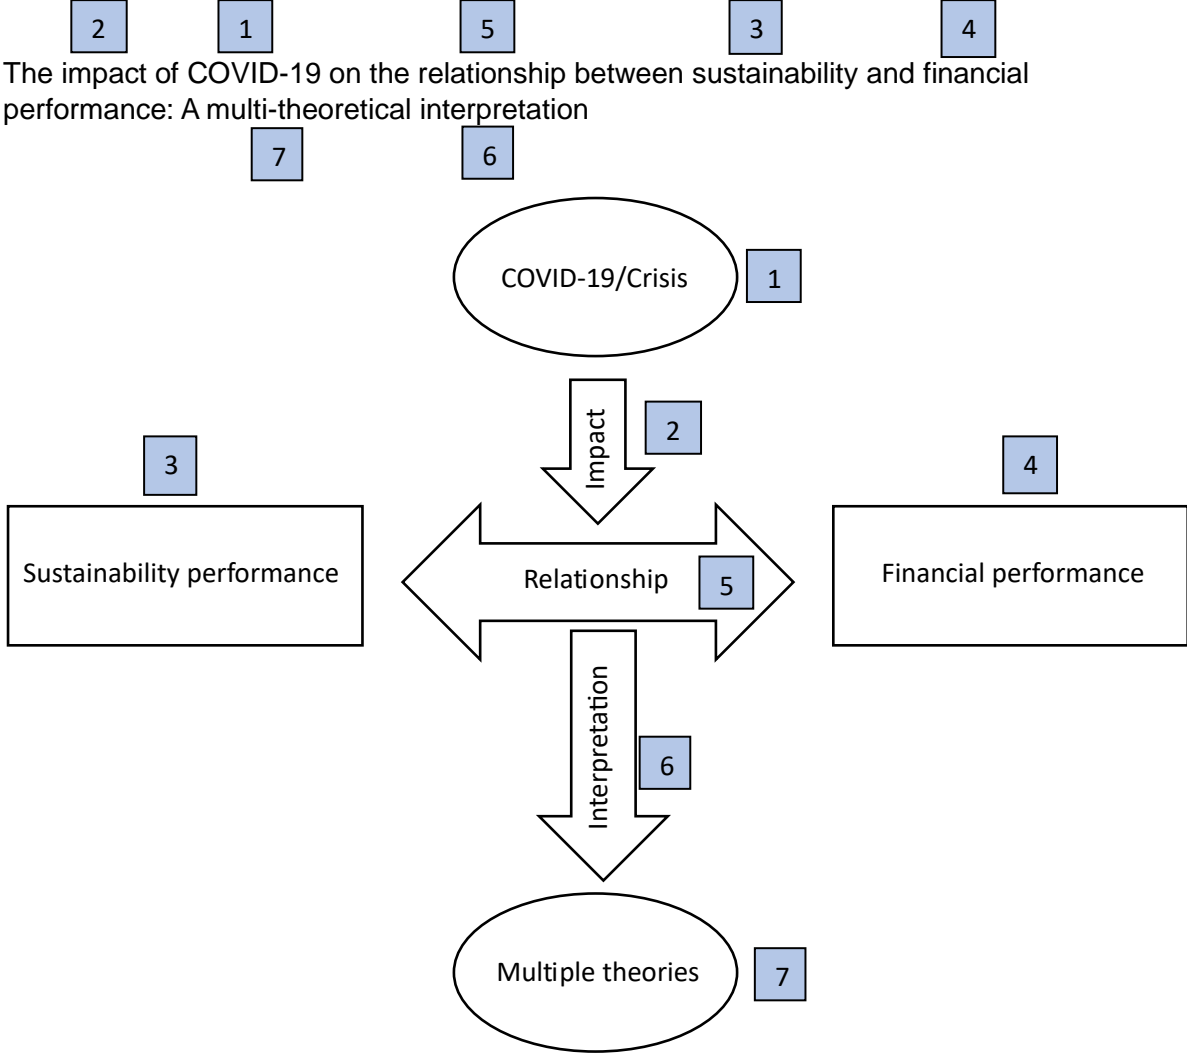 2 1 5 3 4
The impact of COVID-19 on the relationship between sustainability and financial
performance: A multi-theoretical interpretation
7 6
COVID-19/Crisis
1
Impact
2
3
4
Sustainability performance
Relationship
5
Financial performance
Interpretation
6
Multiple theories
7